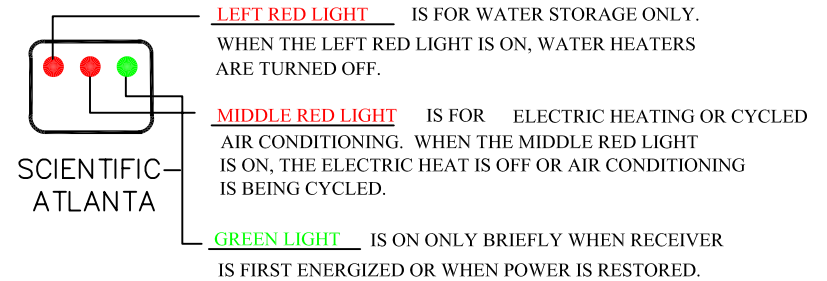 LEFT RED LIGHT IS FOR WATER STORAGE ONLY.
WHEN THE LEFT RED LIGHT IS ON, WATER HEATERS
ARE TURNED OFF.
MIDDLE RED LIGHT IS FOR ELECTRIC HEATING OR CYCLED
AIR CONDITIONING. WHEN THE MIDDLE RED LIGHT
IS ON, THE ELECTRIC HEAT IS OFF OR AIR CONDITIONING
IS BEING CYCLED.
SCIENTIFIC
ATLANTA
GREEN LIGHT IS ON ONLY BRIEFLY WHEN RECEIVER
IS FIRST ENERGIZED OR WHEN POWER IS RESTORED.